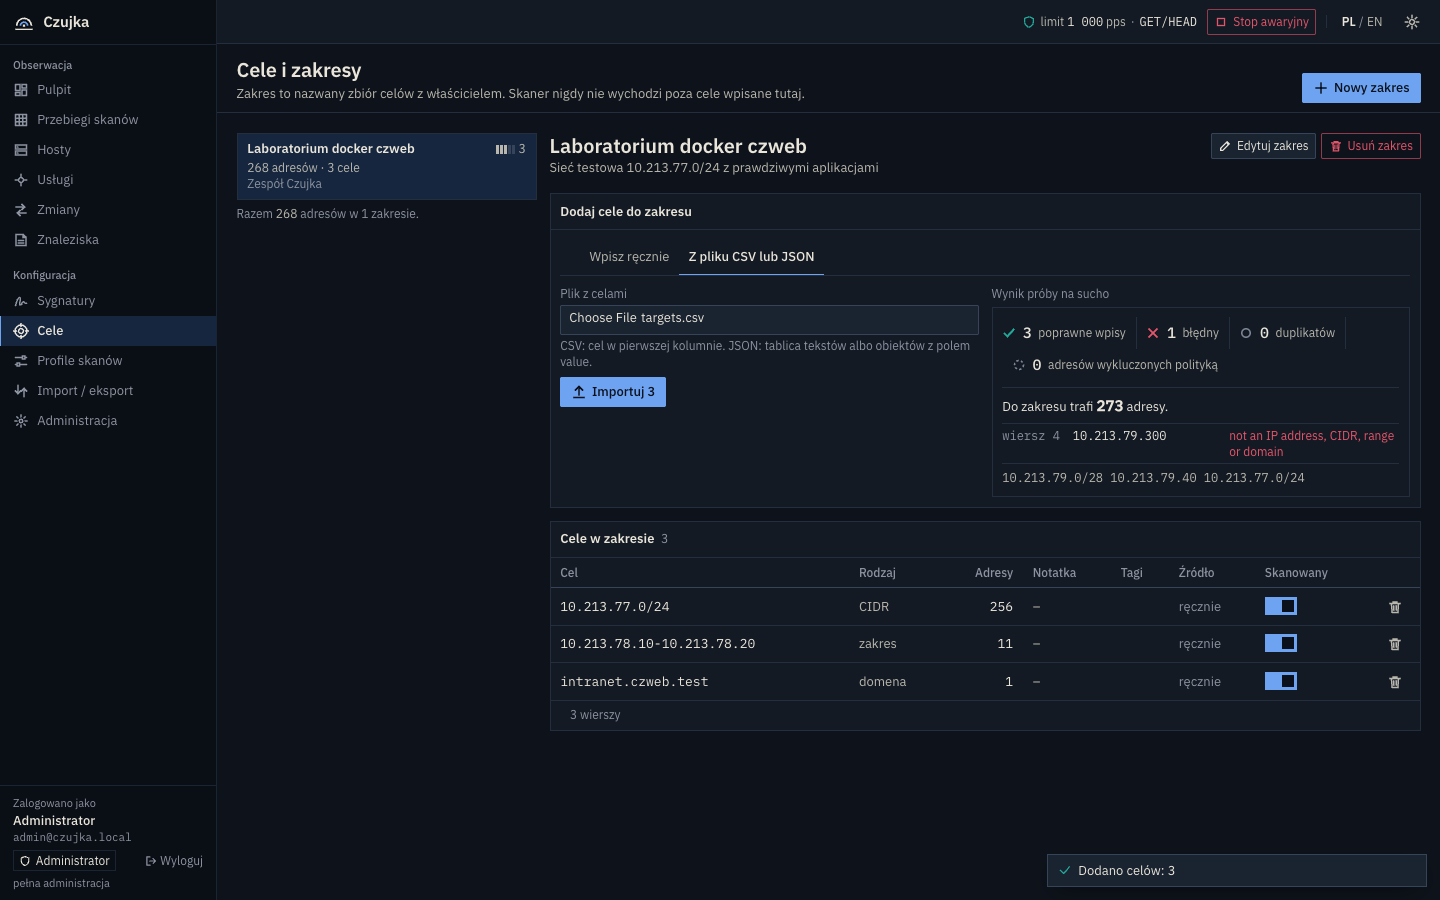 Czujka
limit 1 000 pps · GET/HEAD
Stop awaryjny
PL / EN
Obserwacja
Pulpit
Przebiegi skanów
Hosty
Usługi
Zmiany
Znaleziska
Konfiguracja
Sygnatury
Cele
Profile skanów
Import / eksport
Administracja
Zalogowano jako
Administrator
admin@czujka.local
Administrator
Wyloguj
pełna administracja
Cele i zakresy
Zakres to nazwany zbiór celów z właścicielem. Skaner nigdy nie wychodzi poza cele wpisane tutaj.
Nowy zakres
Laboratorium docker czweb 3
268 adresów · 3 cele
Zespół Czujka
Razem 268 adresów w 1 zakresie.
Laboratorium docker czweb
Sieć testowa 10.213.77.0/24 z prawdziwymi aplikacjami
Edytuj zakres
Usuń zakres
Dodaj cele do zakresu
Wpisz ręcznie
Z pliku CSV lub JSON
Plik z celami
Choose File targets.csv
CSV: cel w pierwszej kolumnie. JSON: tablica tekstów albo obiektów z polem
value.
Importuj 3
Wynik próby na sucho
3 poprawne wpisy
1 błędny
0 duplikatów
0 adresów wykluczonych polityką
Do zakresu trafi 273 adresy.
wiersz 4 10.213.79.300 not an IP address, CIDR, range
or domain
10.213.79.0/28 10.213.79.40 10.213.77.0/24
Cele w zakresie 3
Cel Rodzaj Adresy Notatka Tagi Źródło Skanowany
10.213.77.0/24 CIDR 256 – ręcznie
10.213.78.10-10.213.78.20 zakres 11 – ręcznie
intranet.czweb.test domena 1 – ręcznie
3 wierszy
Dodano celów: 3